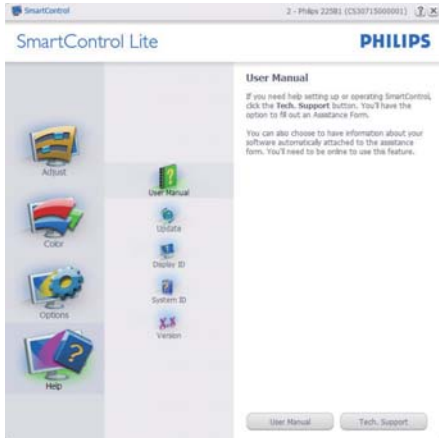 SmartControl
2 - Philips 225B1 (CS30715000001)
SmartControl Lite
PHILIPS
Adjust
Color
Options
Help
User Manual
Update
Display ID
System ID
Version
User Manual
If you need help setting up or operating SmartControl,
click the Tech. Support button. You'll have the
option to fill out an Assistance Form.
You can also choose to have information about your
software automatically attached to the assistance
form. You'll need to be online to use this feature.
User Manual
Tech. Support